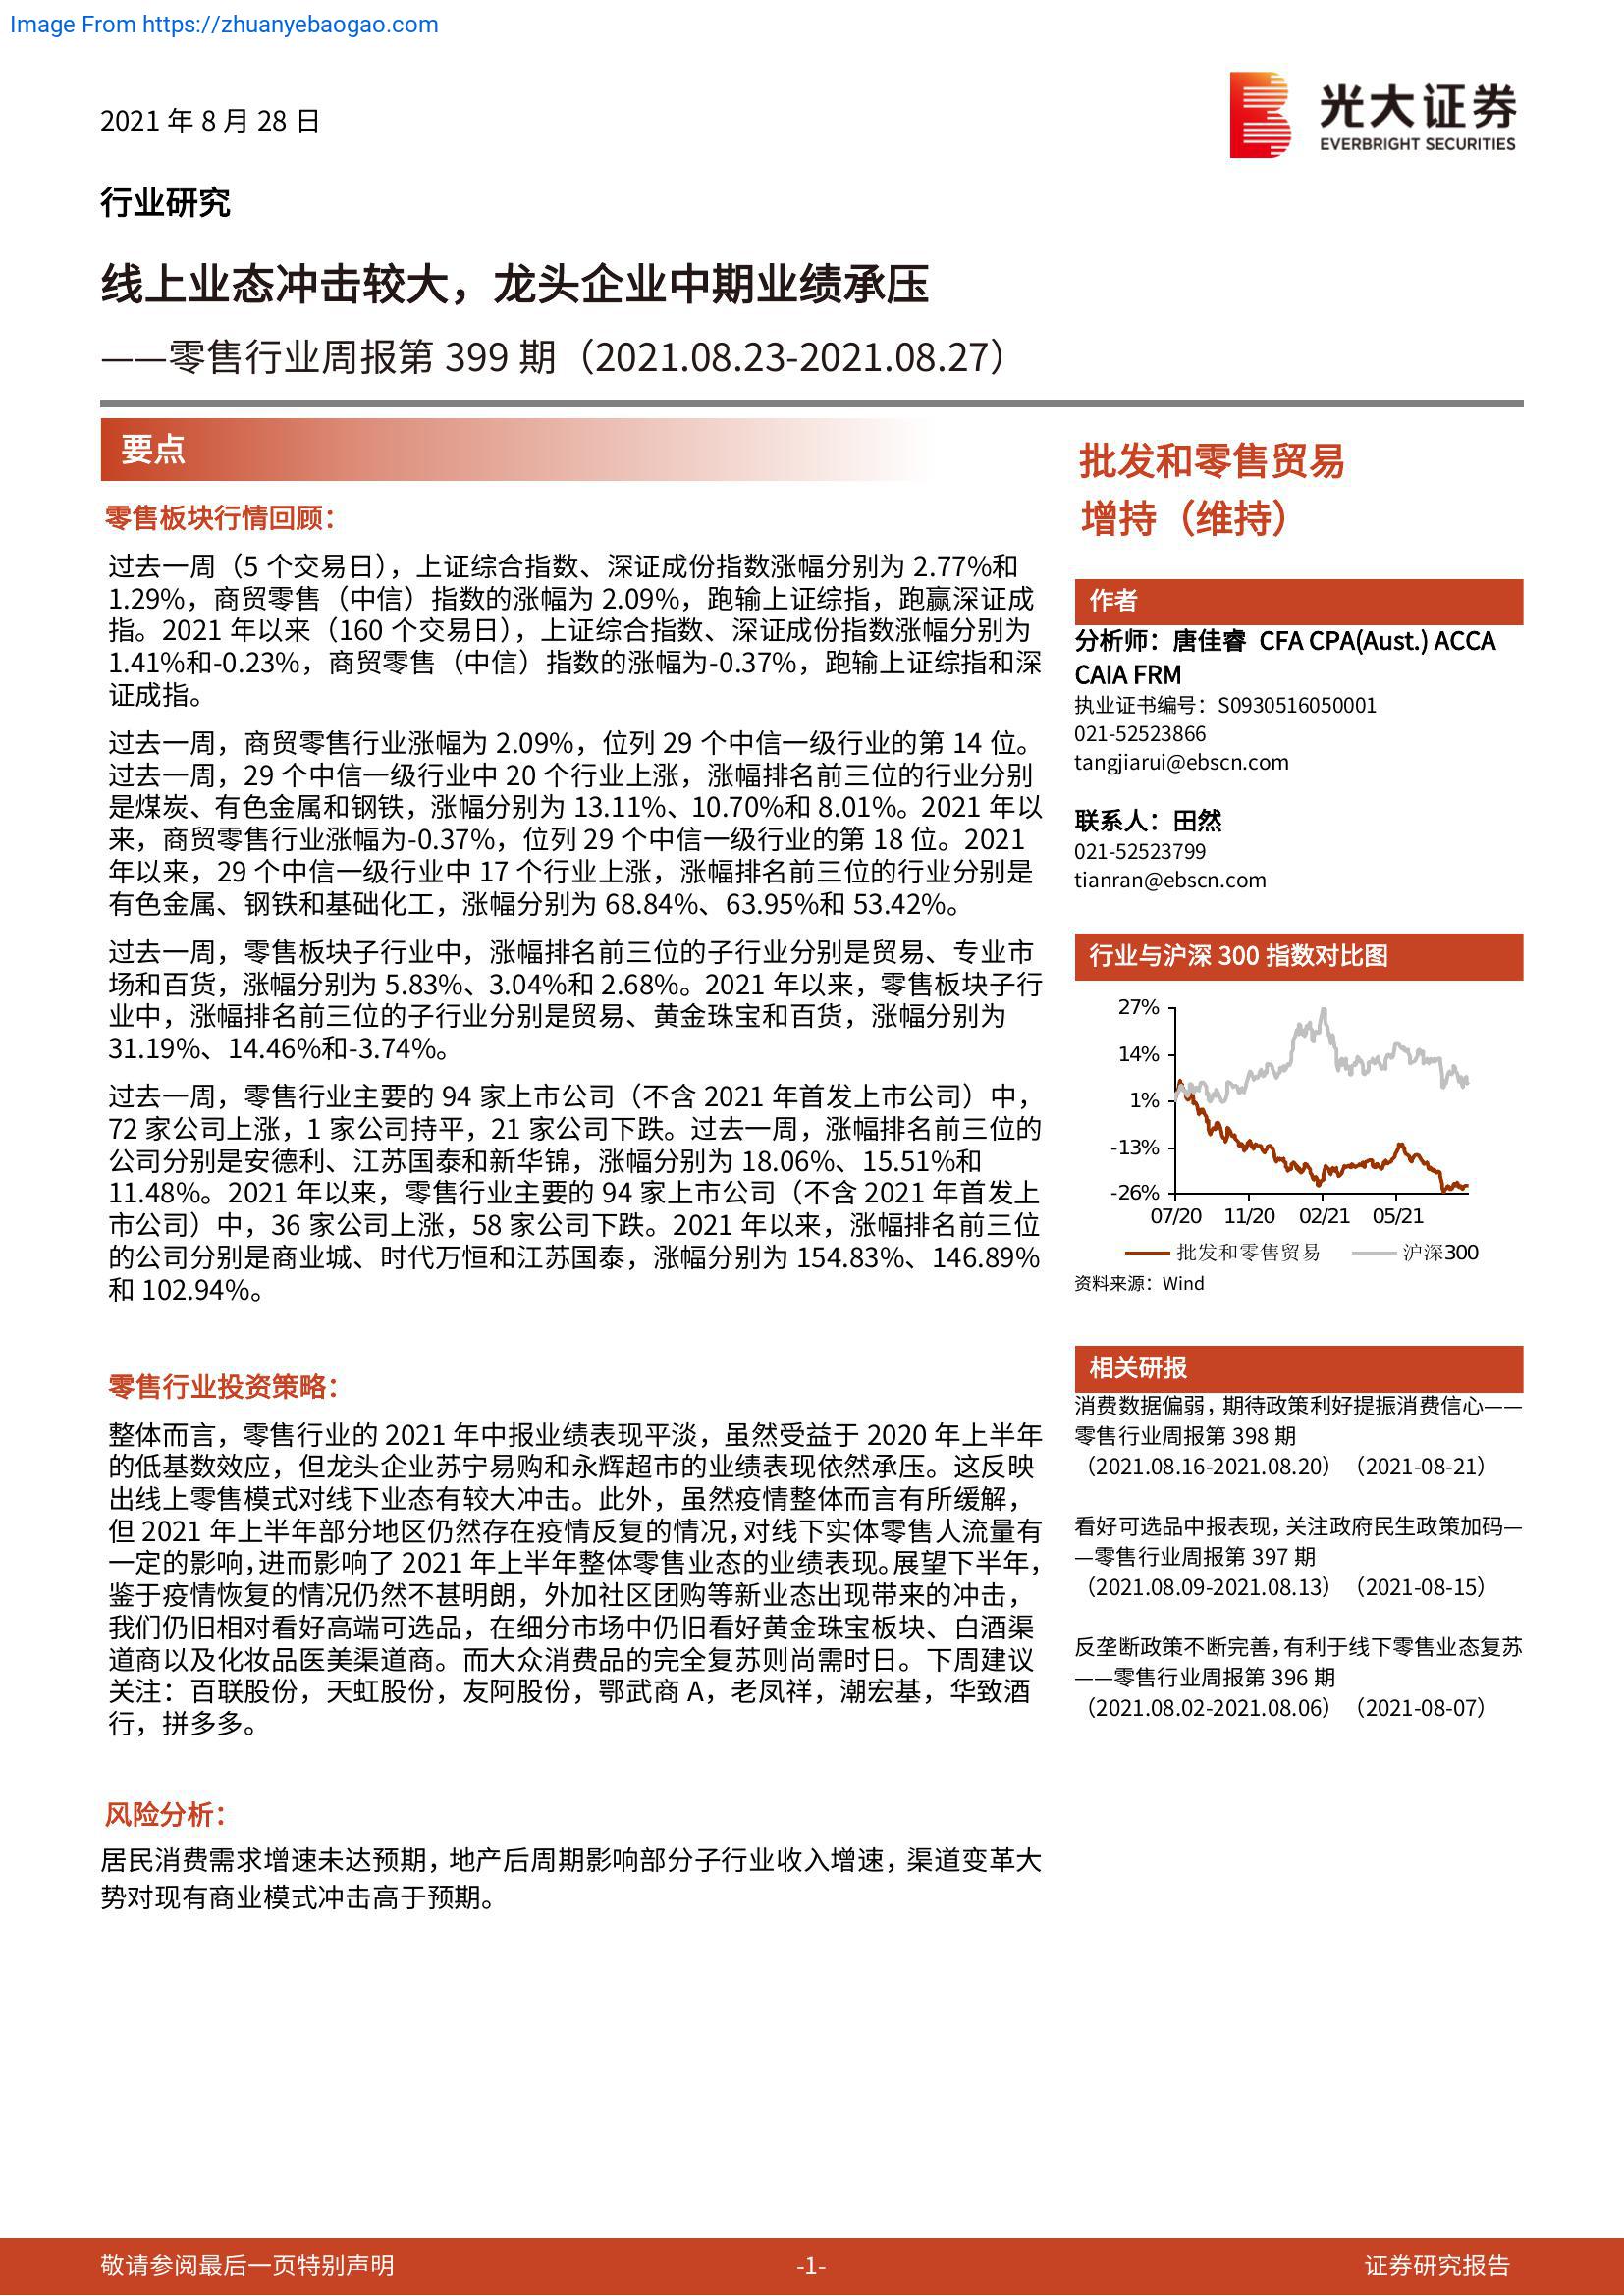 Image From https://zhuanyebaogao.com
2021 年 8 月 28 日
光大证券
EVERBRIGHT SECURITIES
行业研究
线上业态冲击较大，龙头企业中期业绩承压
——零售行业周报第 399 期（2021.08.23-2021.08.27）
要点
零售板块行情回顾：
过去一周（5 个交易日），上证综合指数、深证成份指数涨幅分别为 2.77%和
1.29%，商贸零售（中信）指数的涨幅为 2.09%，跑输上证综指，跑赢深证成
指。2021 年以来（160 个交易日），上证综合指数、深证成份指数涨幅分别为
1.41%和-0.23%，商贸零售（中信）指数的涨幅为-0.37%，跑输上证综指和深
证成指。
过去一周，商贸零售行业涨幅为 2.09%，位列 29 个中信一级行业的第 14 位。
过去一周，29 个中信一级行业中 20 个行业上涨，涨幅排名前三位的行业分别
是煤炭、有色金属和钢铁，涨幅分别为 13.11%、10.70%和 8.01%。2021 年以
来，商贸零售行业涨幅为-0.37%，位列 29 个中信一级行业的第 18 位。2021
年以来，29 个中信一级行业中 17 个行业上涨，涨幅排名前三位的行业分别是
有色金属、钢铁和基础化工，涨幅分别为 68.84%、63.95%和 53.42%。
过去一周，零售板块子行业中，涨幅排名前三位的子行业分别是贸易、专业市
场和百货，涨幅分别为 5.83%、3.04%和 2.68%。2021 年以来，零售板块子行
业中，涨幅排名前三位的子行业分别是贸易、黄金珠宝和百货，涨幅分别为
31.19%、14.46%和-3.74%。
过去一周，零售行业主要的 94 家上市公司（不含 2021 年首发上市公司）中，
72 家公司上涨，1 家公司持平，21 家公司下跌。过去一周，涨幅排名前三位的
公司分别是安德利、江苏国泰和新华锦，涨幅分别为 18.06%、15.51%和
11.48%。2021 年以来，零售行业主要的 94 家上市公司（不含 2021 年首发上
市公司）中，36 家公司上涨，58 家公司下跌。2021 年以来，涨幅排名前三位
的公司分别是商业城、时代万恒和江苏国泰，涨幅分别为 154.83%、146.89%
和 102.94%。
零售行业投资策略：
整体而言，零售行业的 2021 年中报业绩表现平淡，虽然受益于 2020 年上半年
的低基数效应，但龙头企业苏宁易购和永辉超市的业绩表现依然承压。这反映
出线上零售模式对线下业态有较大冲击。此外，虽然疫情整体而言有所缓解，
但 2021 年上半年部分地区仍然存在疫情反复的情况，对线下实体零售人流量有
一定的影响，进而影响了 2021 年上半年整体零售业态的业绩表现。展望下半年，
鉴于疫情恢复的情况仍然不甚明朗，外加社区团购等新业态出现带来的冲击，
我们仍旧相对看好高端可选品，在细分市场中仍旧看好黄金珠宝板块、白酒渠
道商以及化妆品医美渠道商。而大众消费品的完全复苏则尚需时日。下周建议
关注：百联股份，天虹股份，友阿股份，鄂武商 A，老凤祥，潮宏基，华致酒
行，拼多多。
风险分析：
居民消费需求增速未达预期，地产后周期影响部分子行业收入增速，渠道变革大
势对现有商业模式冲击高于预期。
批发和零售贸易
增持（维持）
作者
分析师：唐佳睿 CFA CPA(Aust.) ACCA
CAIA FRM
执业证书编号：S0930516050001
021-52523866
tangjiarui@ebscn.com
联系人：田然
021-52523799
tianran@ebscn.com
行业与沪深 300 指数对比图
27%
14%
1%
-13%
-26%
07/20 11/20 02/21 05/21
批发和零售贸易 沪深300
资料来源：Wind
相关研报
消费数据偏弱，期待政策利好提振消费信心——
零售行业周报第 398 期
（2021.08.16-2021.08.20）（2021-08-21）
看好可选品中报表现，关注政府民生政策加码—
—零售行业周报第 397 期
（2021.08.09-2021.08.13）（2021-08-15）
反垄断政策不断完善，有利于线下零售业态复苏
——零售行业周报第 396 期
（2021.08.02-2021.08.06）（2021-08-07）
敬请参阅最后一页特别声明 -1- 证券研究报告